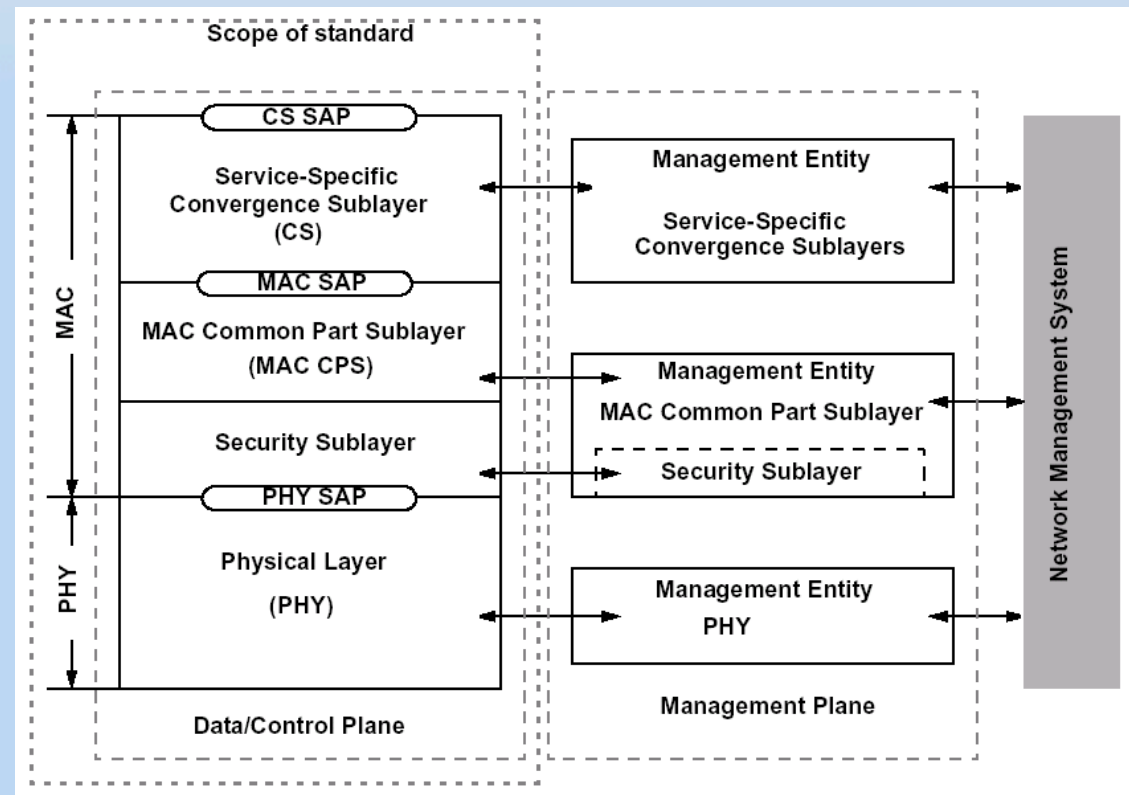 Scope of standard
CS SAP
Service-Specific
Convergence Sublayer
(CS)
MAC SAP
MAC Common Part Sublayer
(MAC CPS)
Security Sublayer
PHY SAP
Physical Layer
(PHY)
Data/Control Plane
MAC
PHY
Management Entity
Service-Specific
Convergence Sublayers
Management Entity
MAC Common Part Sublayer
Security Sublayer
Management Entity
PHY
Management Plane
Network Management System